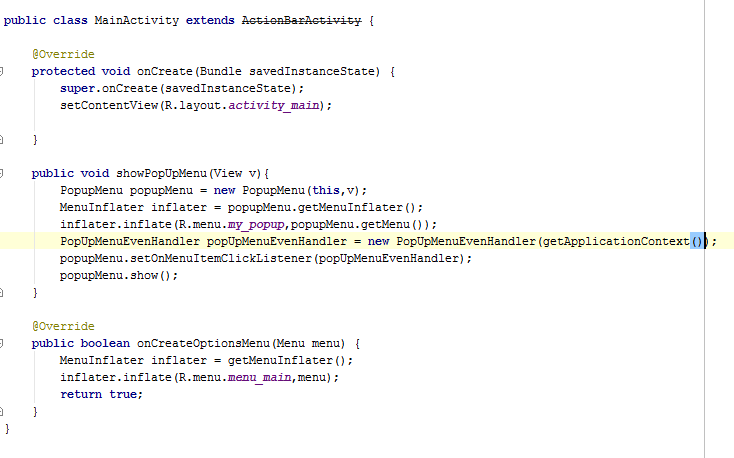 public class MainActivity extends ActionBarActivity {
@Override
protected void onCreate(Bundle savedInstanceState) {
super.onCreate(savedInstanceState);
setContentView(R.layout.activity_main);
}
public void showPopUpMenu(View v){
PopupMenu popupMenu = new PopupMenu(this,v);
MenuInflater inflater = popupMenu.getMenuInflater();
inflater.inflate(R.menu.my_popup,popupMenu.getMenu());
PopUpMenuEvenHandler popUpMenuEvenHandler = new PopUpMenuEvenHandler(getApplicationContext());
popupMenu.setOnMenuItemClickListener(popUpMenuEvenHandler);
popupMenu.show();
}
@Override
public boolean onCreateOptionsMenu(Menu menu) {
MenuInflater inflater = getMenuInflater();
inflater.inflate(R.menu.menu_main,menu);
return true;
}
}